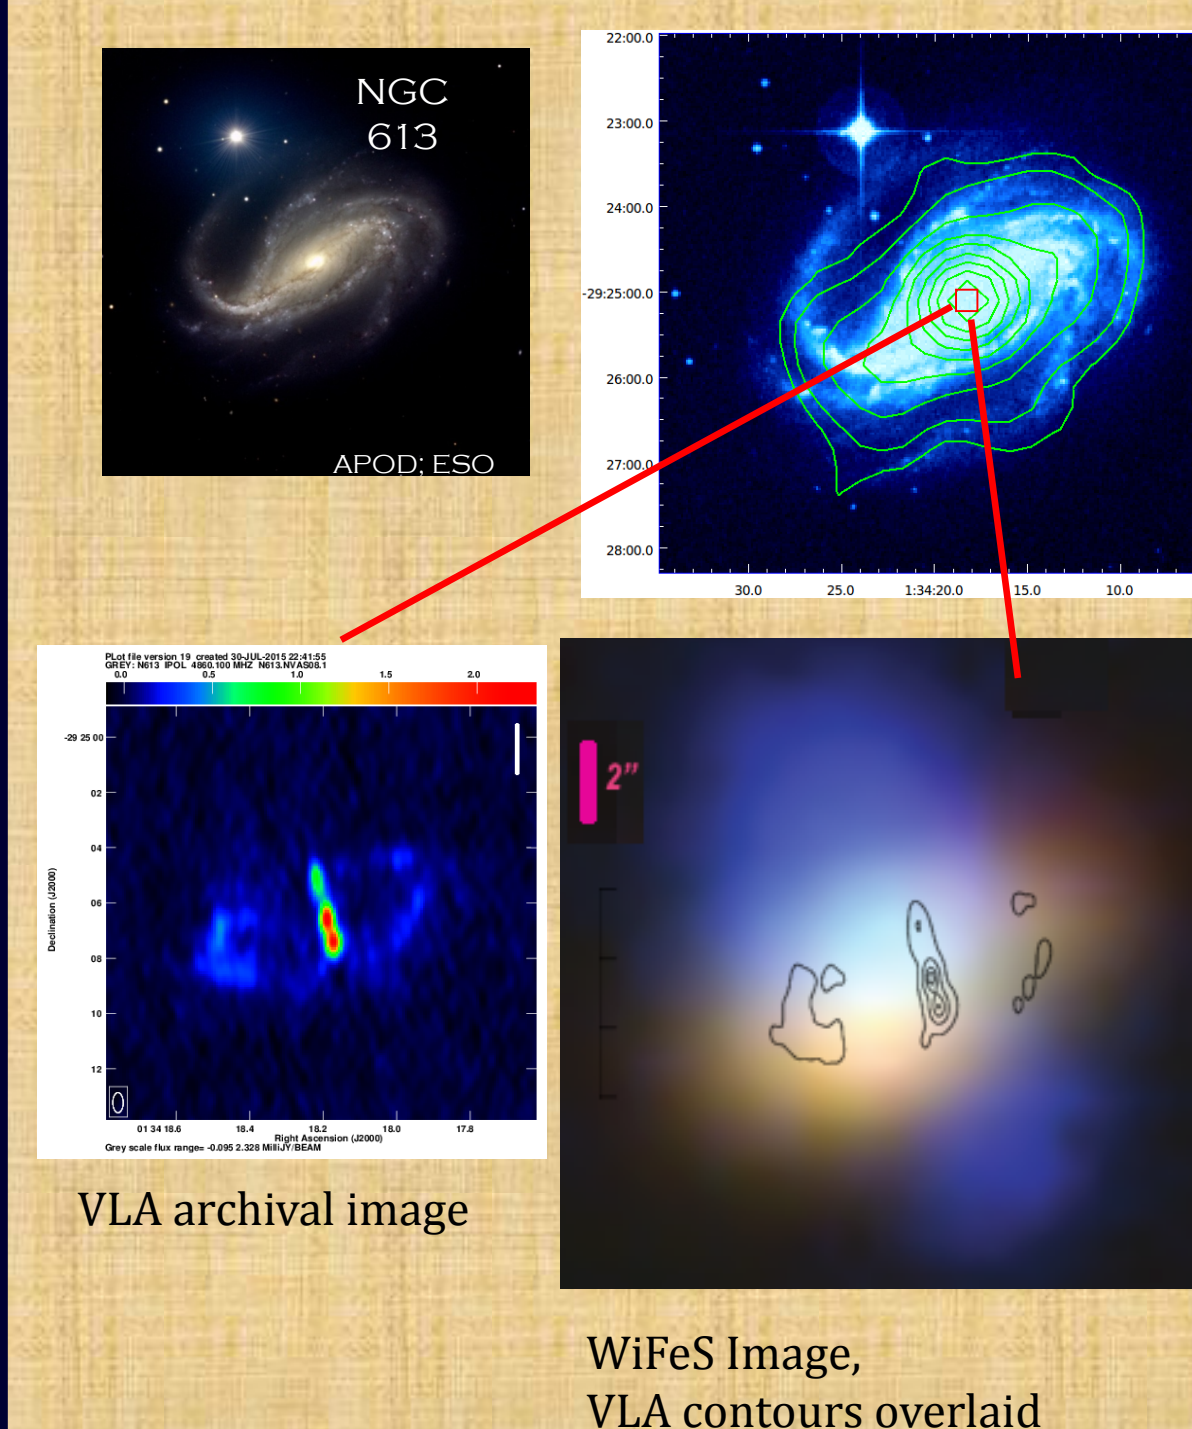 NGC
613
APOD; ESO
22:00.0
23:00.0
24:00.0
-29:25:00.0
26:00.0
27:00.0
28:00.0
30.0 25.0 1:34:20.0 15.0 10.0
PLot file version 19 created 30-JUL-2015 22:41:55
GREY: N613 IPOL 4860.100 MHZ N613.NVAS08.1
0.0 0.5 1.0 1.5 2.0
-29 25 00
02
04
06
08
10
12
Declination (J2000)
01 34 18.6 18.4 18.2 18.0 17.8
Right Ascension (J2000)
Grey scale flux range= -0.095 2.328 MilliJY/BEAM
VLA archival image
2”
WiFeS Image,
VLA contours overlaid